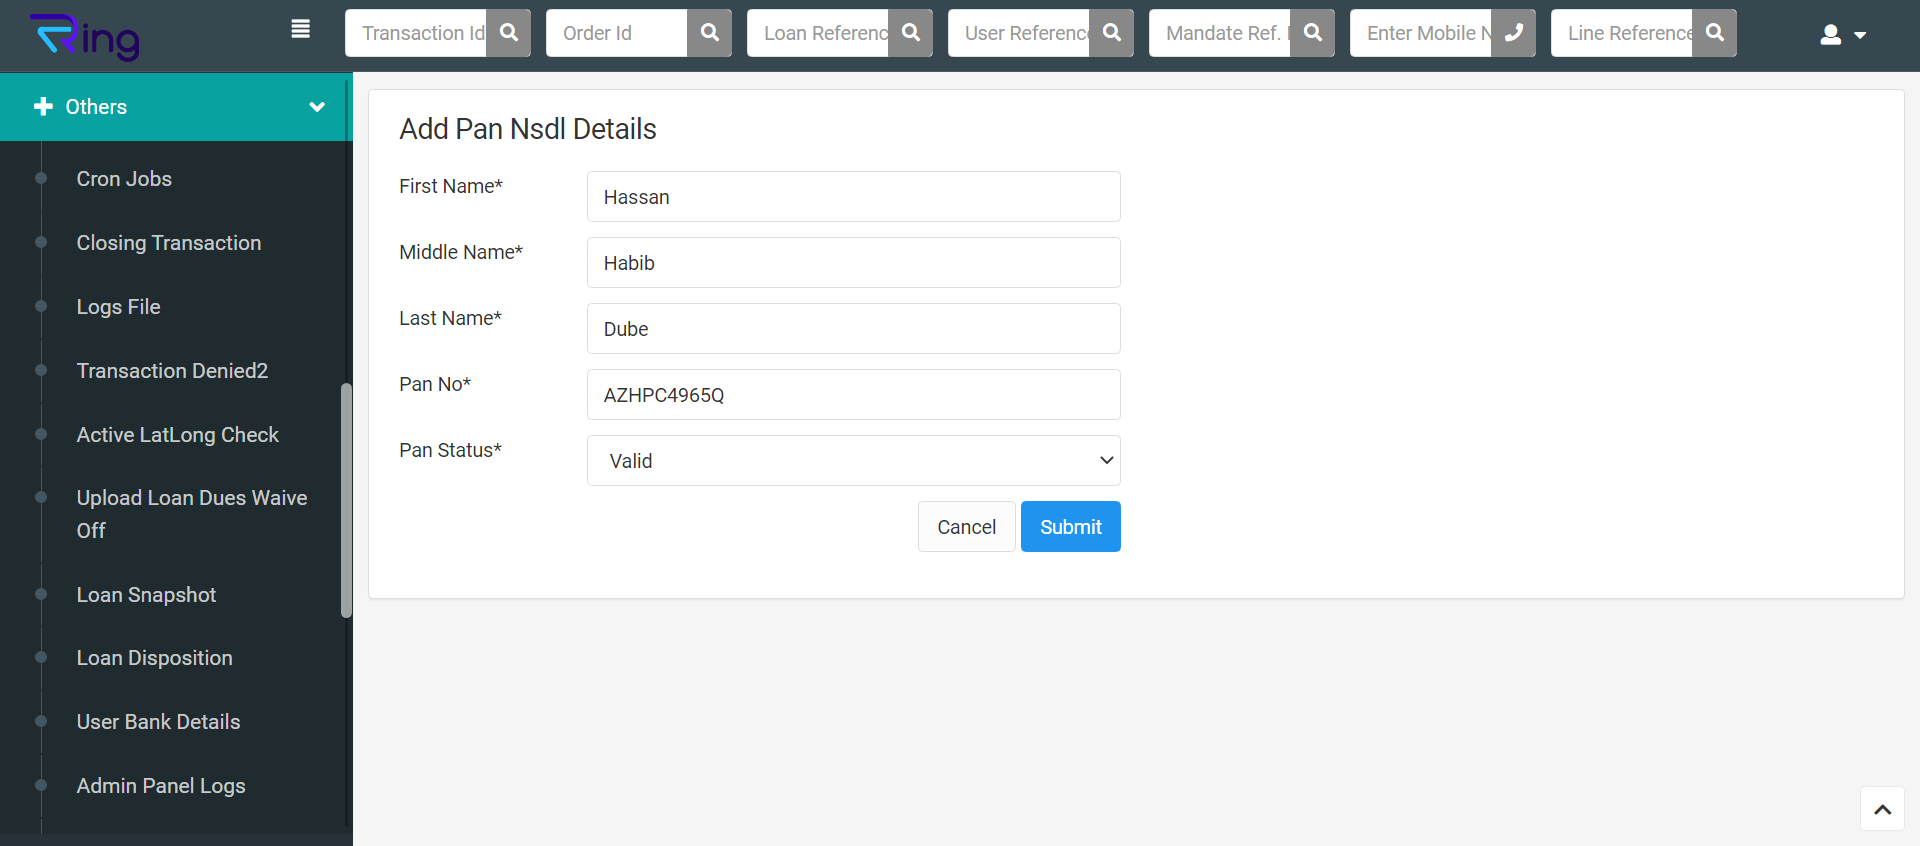 Ring
Transaction Id
Order Id
Loan Referenc
User Referenc
Mandate Ref.
Enter Mobile N
Line Reference
Others
Cron Jobs
Closing Transaction
Logs File
Transaction Denied2
Active LatLong Check
Upload Loan Dues Waive
Off
Loan Snapshot
Loan Disposition
User Bank Details
Admin Panel Logs
Add Pan Nsdl Details
First Name*
Hassan
Middle Name*
Habib
Last Name*
Dube
Pan No*
AZHPC4965Q
Pan Status*
Valid
Cancel
Submit